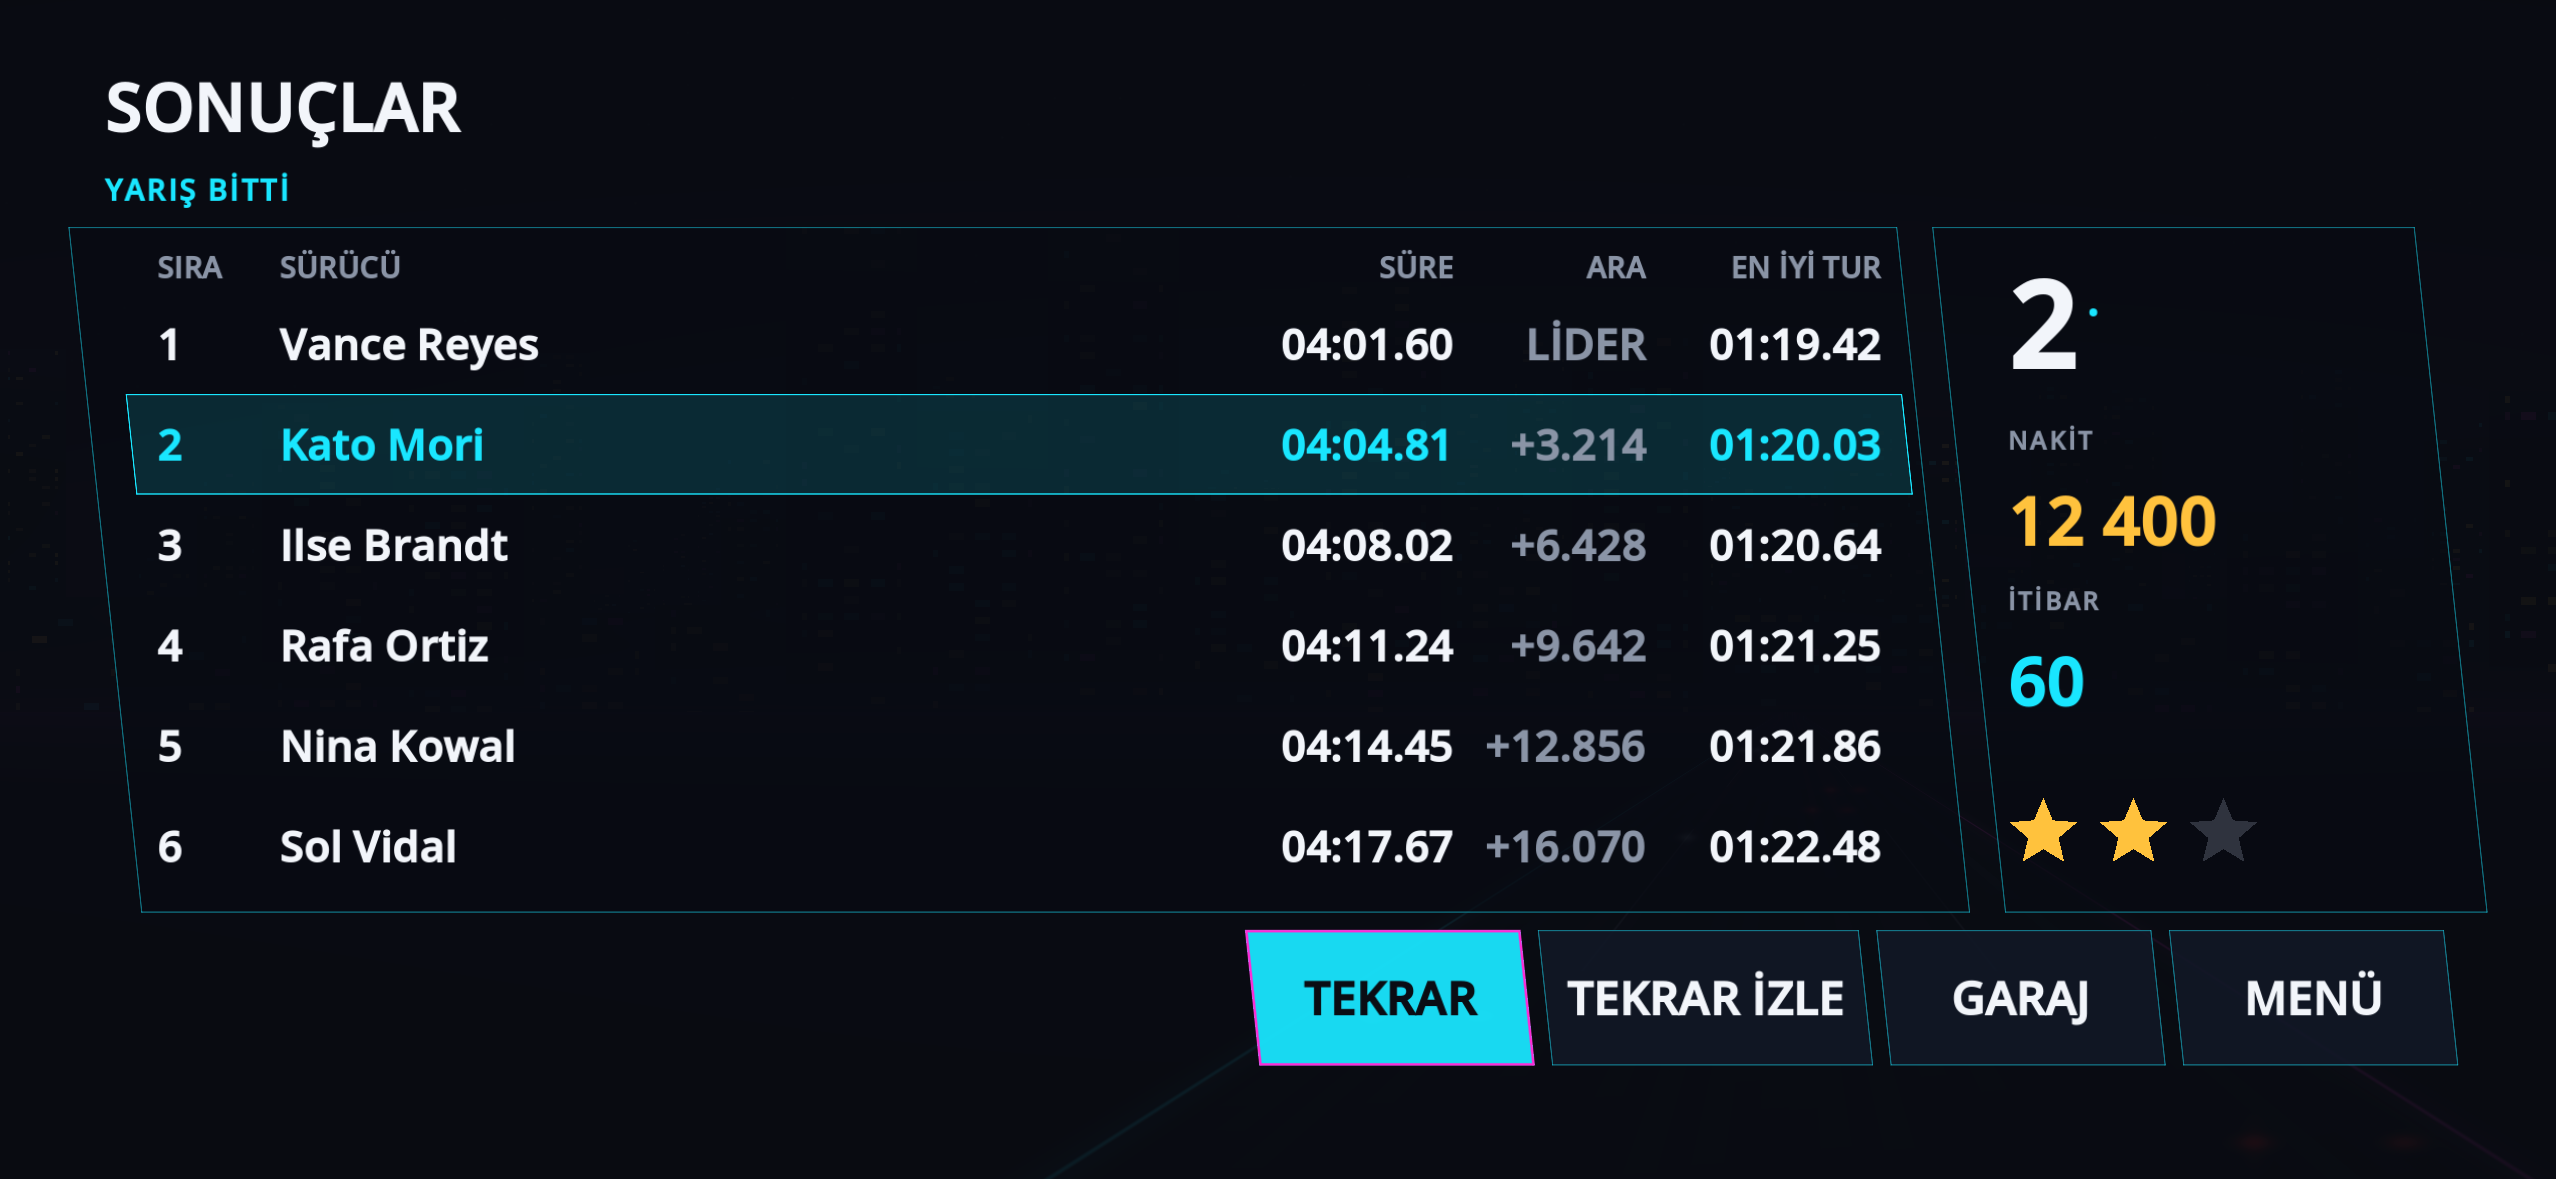 SONUÇLAR
YARIŞ BİTTİ
SIRA SÜRÜCÜ SÜRE ARA EN İYİ TUR
1 Vance Reyes 04:01.60 LİDER 01:19.42
2 Kato Mori 04:04.81 +3.214 01:20.03
3 Ilse Brandt 04:08.02 +6.428 01:20.64
4 Rafa Ortiz 04:11.24 +9.642 01:21.25
5 Nina Kowal 04:14.45 +12.856 01:21.86
6 Sol Vidal 04:17.67 +16.070 01:22.48
2.
NAKİT
12 400
İTİBAR
60
TEKRAR TEKRAR İZLE GARAJ MENÜ